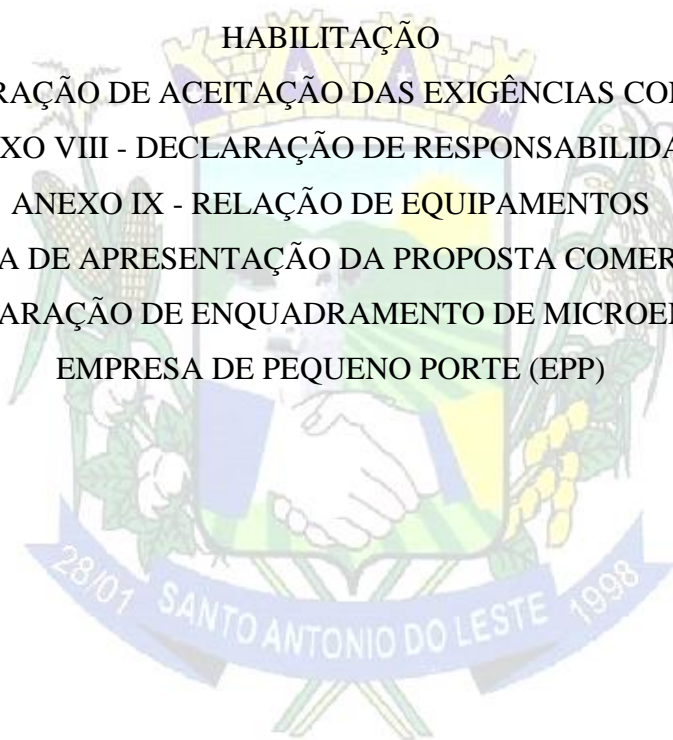 HABILITAÇÃO
RAÇÃO DE ACEITAÇÃO DAS EXIGÊNCIAS CO
XO VIII - DECLARAÇÃO DE RESPONSABILIDA
ANEXO IX - RELAÇÃO DE EQUIPAMENTOS
A DE APRESENTAÇÃO DA PROPOSTA COMER
ARAÇÃO DE ENQUADRAMENTO DE MICROE
EMPRESA DE PEQUENO PORTE (EPP)
28/01 SANTO ANTONIO DO LESTE 1998